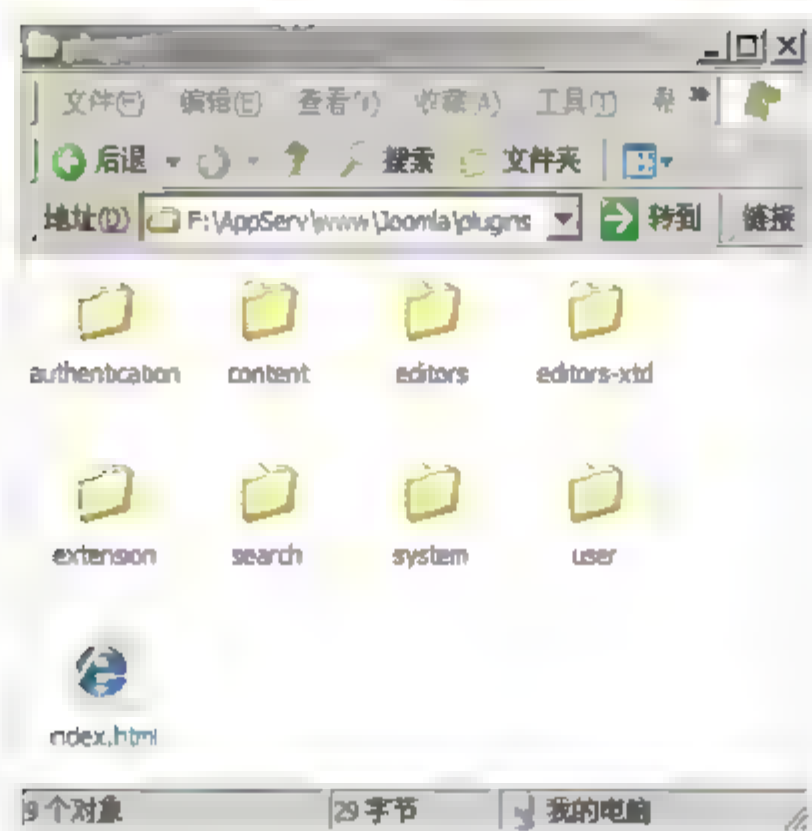 文件(F) 编辑(E) 查看(V) 收藏(A) 工具(T)
后退 搜索 文件夹
地址(D) F:\AppServ\www\Joomla\plugins 转到 链接
authentication content editors editors-xtd
extension search system user
index.html
9 个对象 29 字节 我的电脑